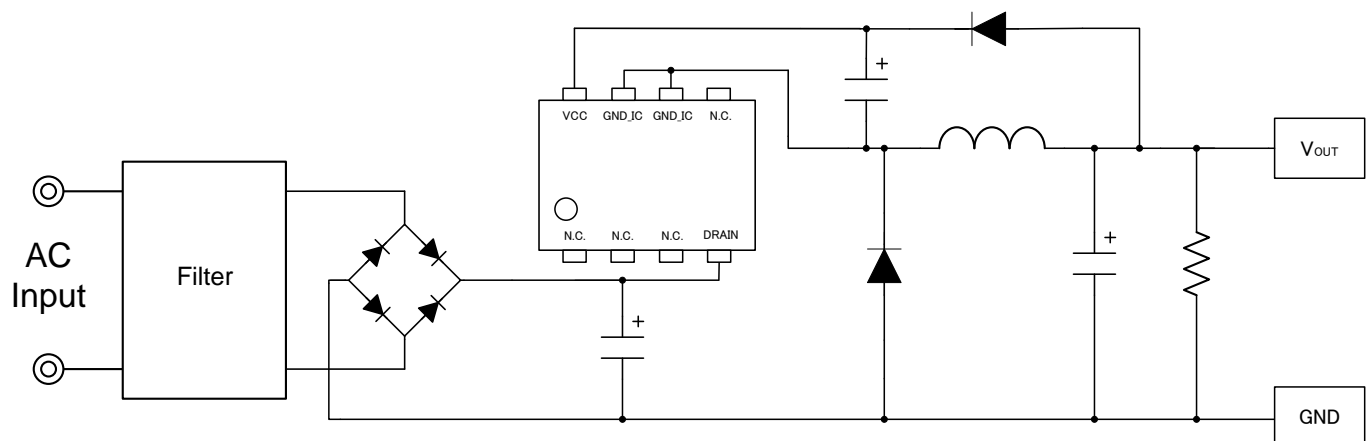 +
VCC GND_IC GND_IC N.C.
VOUT
N.C. N.C. N.C. DRAIN
+
AC
Input
Filter
+
GND